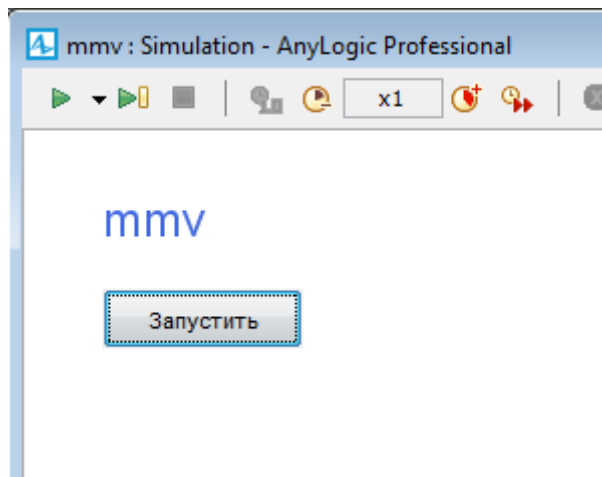 mmv : Simulation - AnyLogic Professional
x1
mmv
Запустить